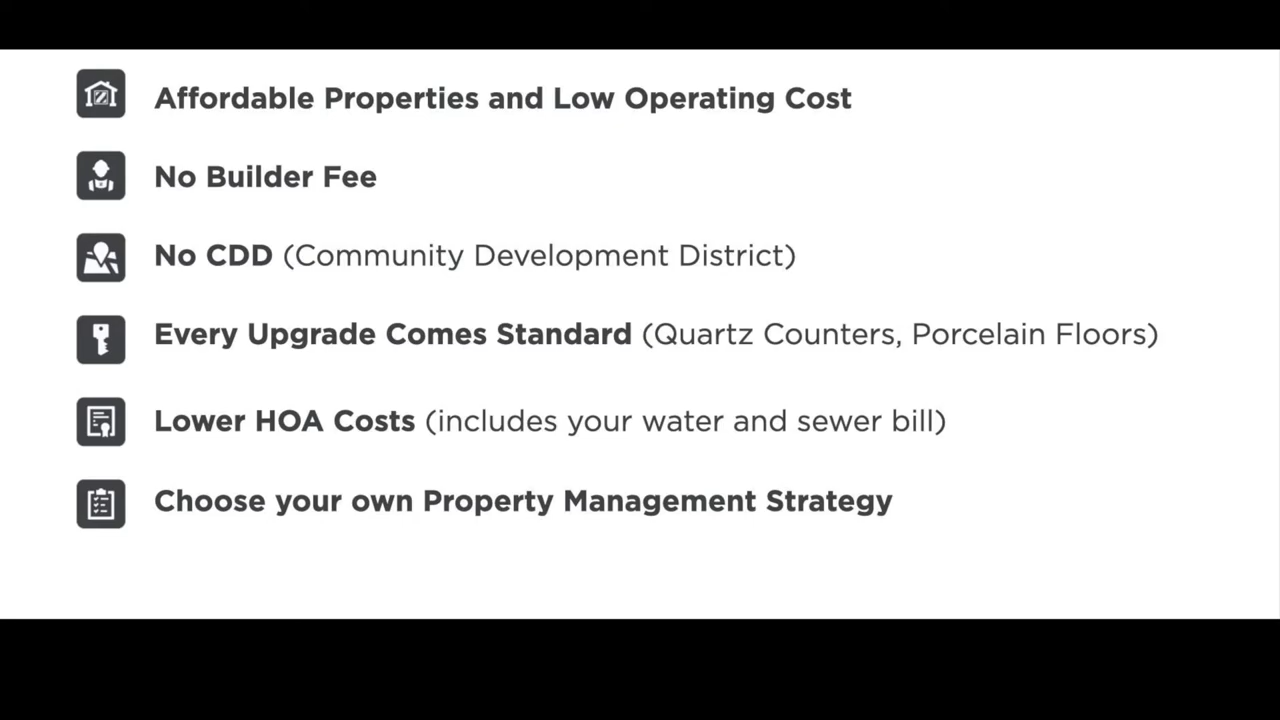 Affordable Properties and Low Operating Cost
No Builder Fee
No CDD (Community Development District)
Every Upgrade Comes Standard (Quartz Counters, Porcelain Floors)
Lower HOA Costs (includes your water and sewer bill)
Choose your own Property Management Strategy